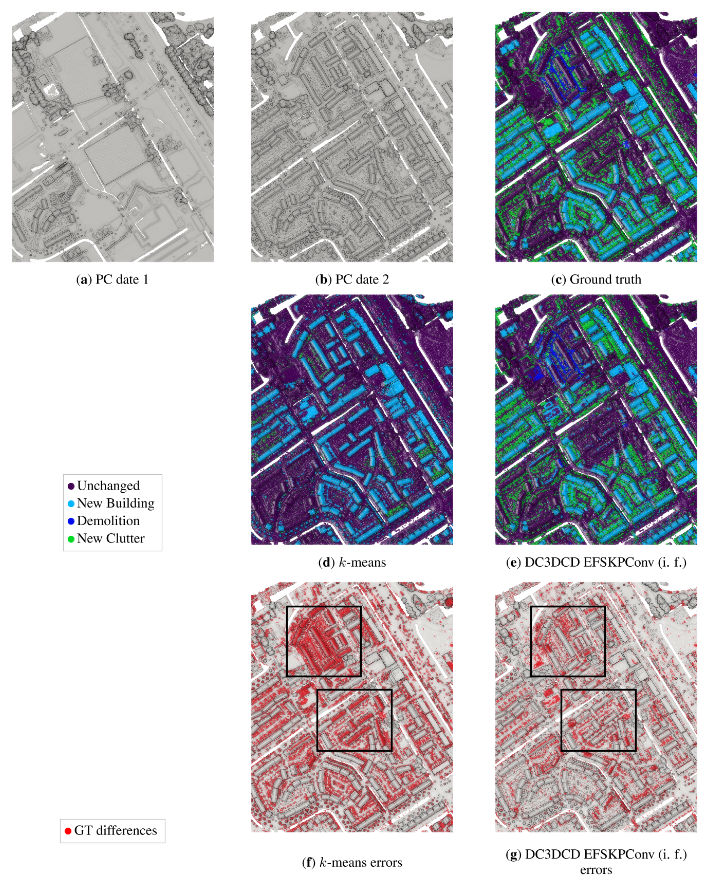 (a) PC date 1
(b) PC date 2
(c) Ground truth
Unchanged
New Building
Demolition
New Clutter
(d) k-means
(e) DC3DCD EFSKPConv (i. f.)
GT differences
(f) k-means errors
(g) DC3DCD EFSKPConv (i. f.)
errors